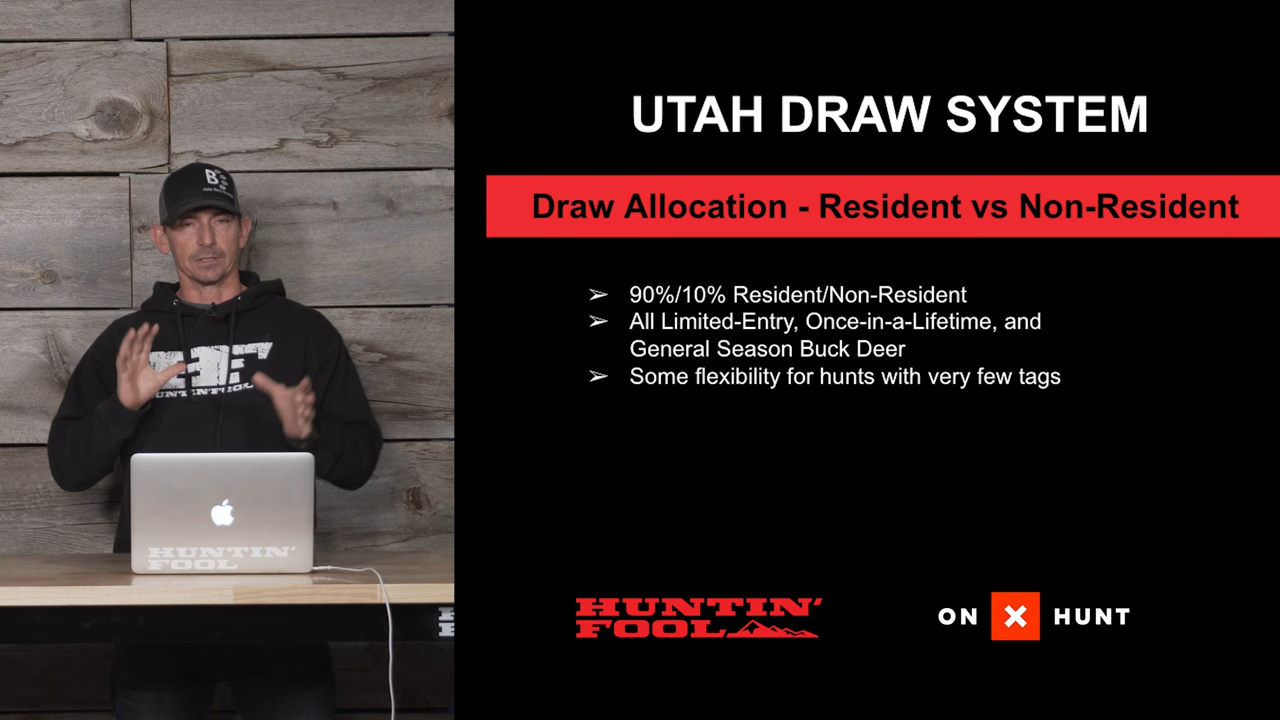 UTAH DRAW SYSTEM
Draw Allocation - Resident vs Non-Resident
➢ 90%/10% Resident/Non-Resident
➢ All Limited-Entry, Once-in-a-Lifetime, and
General Season Buck Deer
➢ Some flexibility for hunts with very few tags
HUNTIN'
FOOL
ON X HUNT
HF
HUNTINFOOL
HUNTIN'
FOOL